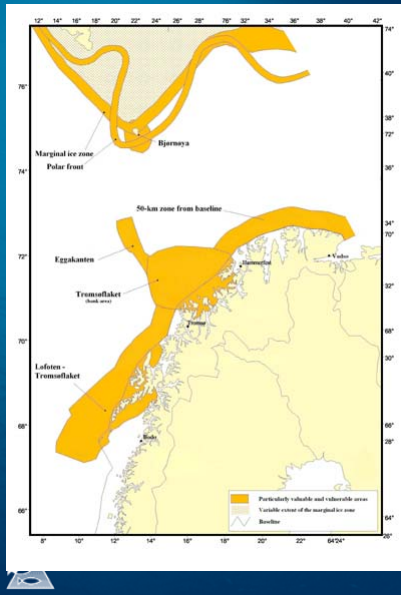 12° 14° 16° 18° 20° 22° 24° 26° 28° 30° 32° 34° 36° 38° 40° 42°
74°
76°
40°
38°
72°
Bjørnøya
Marginal ice zone
Polar front
36°
74°
50-km zone from baseline
34°
70°
72°
Eggakanten
Vadsø
Hammerfest
Tromsøflaket
(bank area)
32°
Tromsø
70°
68°
30°
Lofoten -
Tromsøflaket
68°
28°
Bodø
Particularly valuable and vulnerable areas
Variable extent of the marginal ice zone
Baseline
66°
64°
26°
8° 10° 12° 14° 16° 18° 20° 22° 64°24°